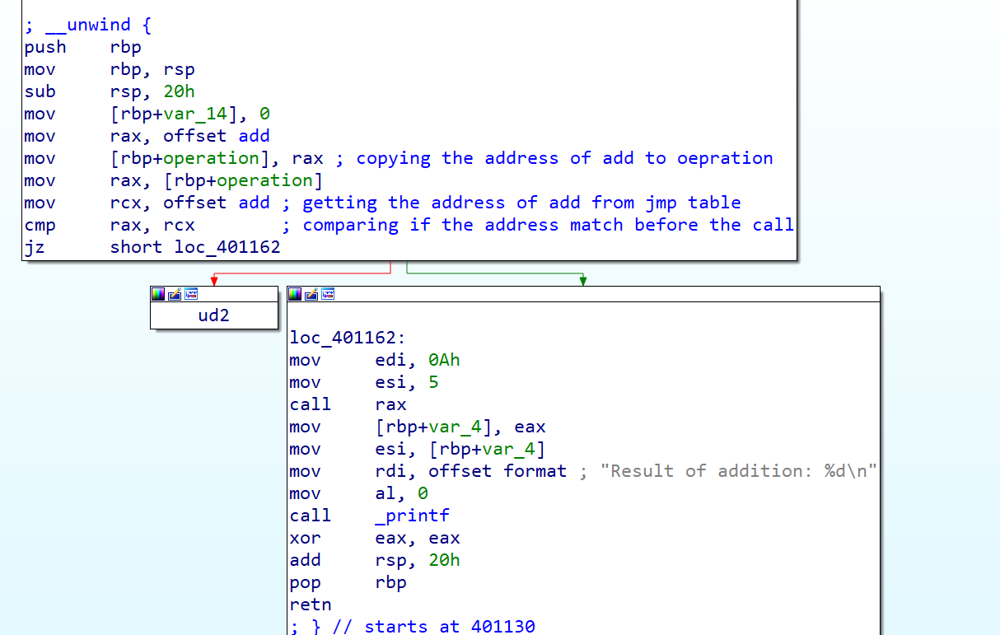 ; __unwind {
push rbp
mov rbp, rsp
sub rsp, 20h
mov [rbp+var_14], 0
mov rax, offset add
mov [rbp+operation], rax ; copying the address of add to oepration
mov rax, [rbp+operation]
mov rcx, offset add ; getting the address of add from jmp table
cmp rax, rcx ; comparing if the address match before the call
jz short loc_401162
ud2
loc_401162:
mov edi, 0Ah
mov esi, 5
call rax
mov [rbp+var_4], eax
mov esi, [rbp+var_4]
mov rdi, offset format ; "Result of addition: %d\n"
mov al, 0
call _printf
xor eax, eax
add rsp, 20h
pop rbp
retn
; } // starts at 401130